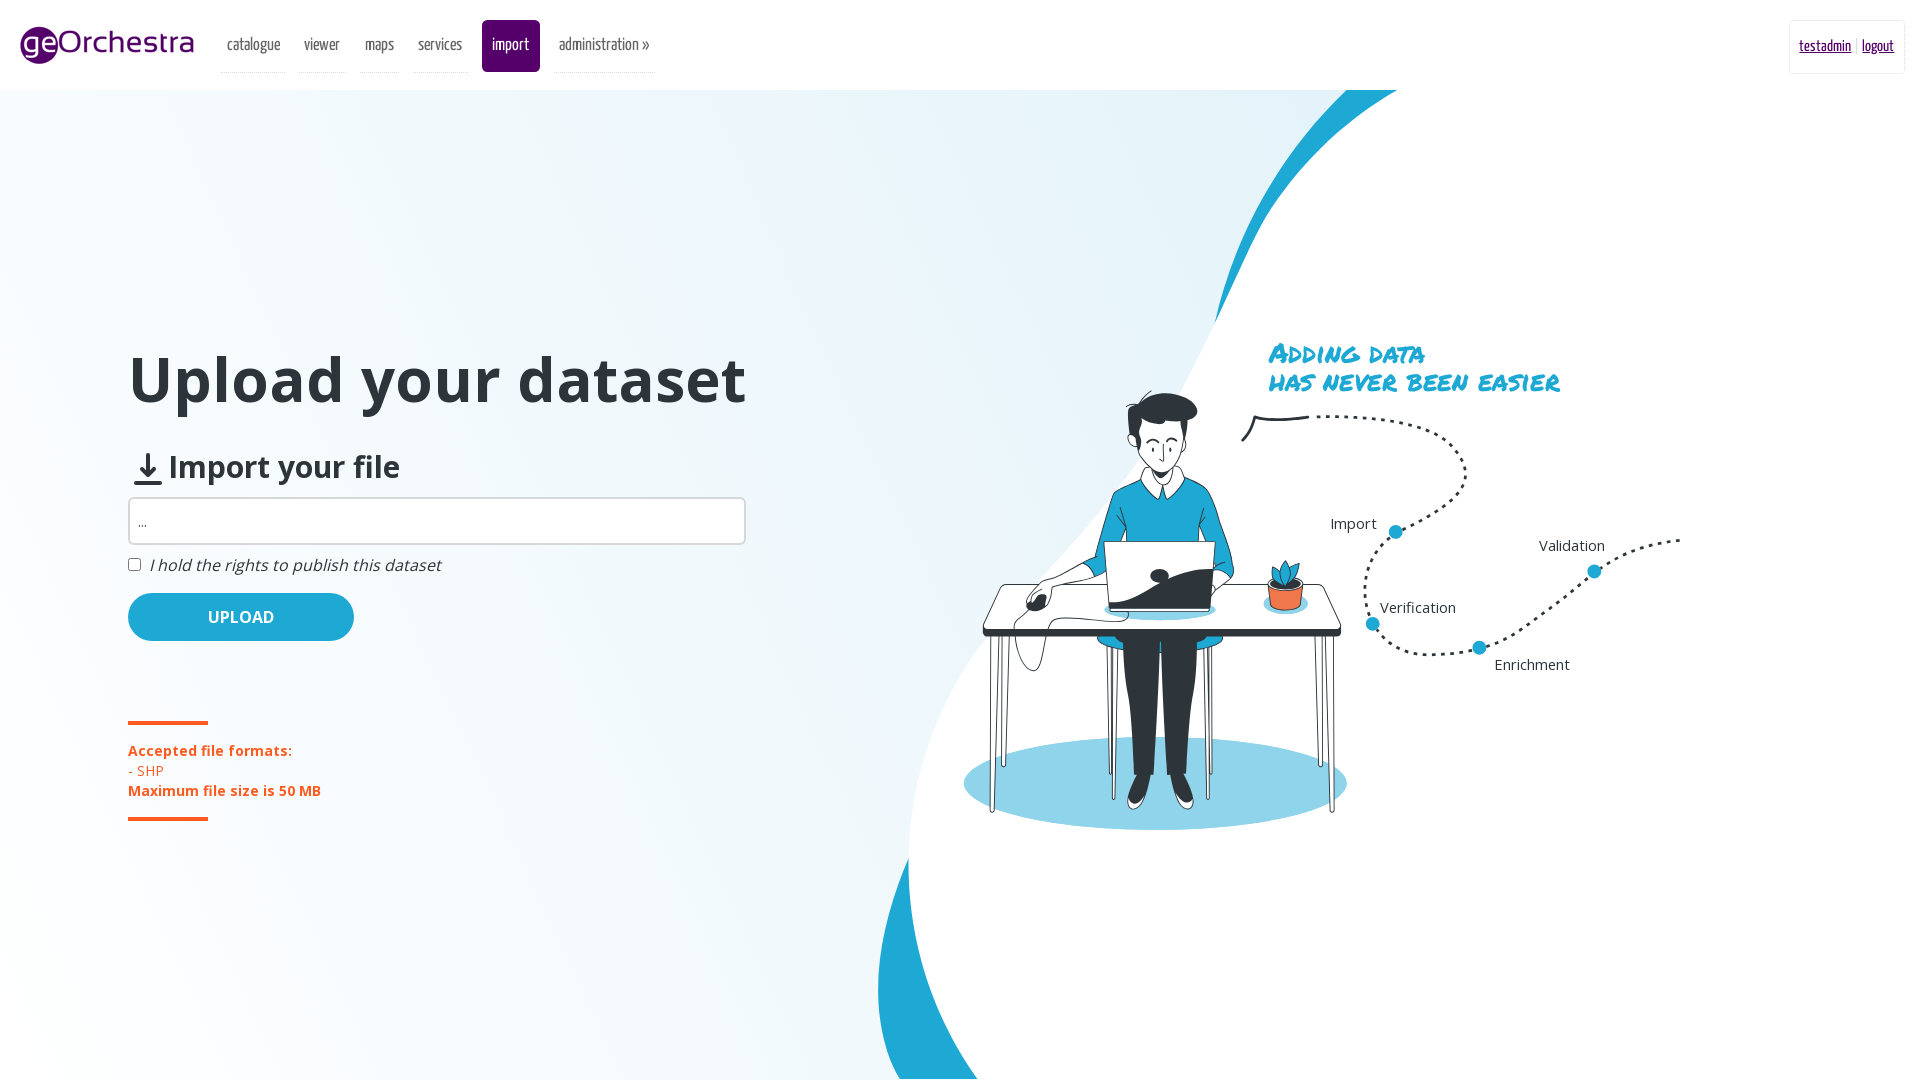 geOrchestra
catalogue
viewer
maps
services
import
administration »
testadmin | logout
Adding data
has never been easier
Upload your dataset
Import your file
...
I hold the rights to publish this dataset
UPLOAD
Import
Validation
Verification
Enrichment
Accepted file formats:
- SHP
Maximum file size is 50 MB